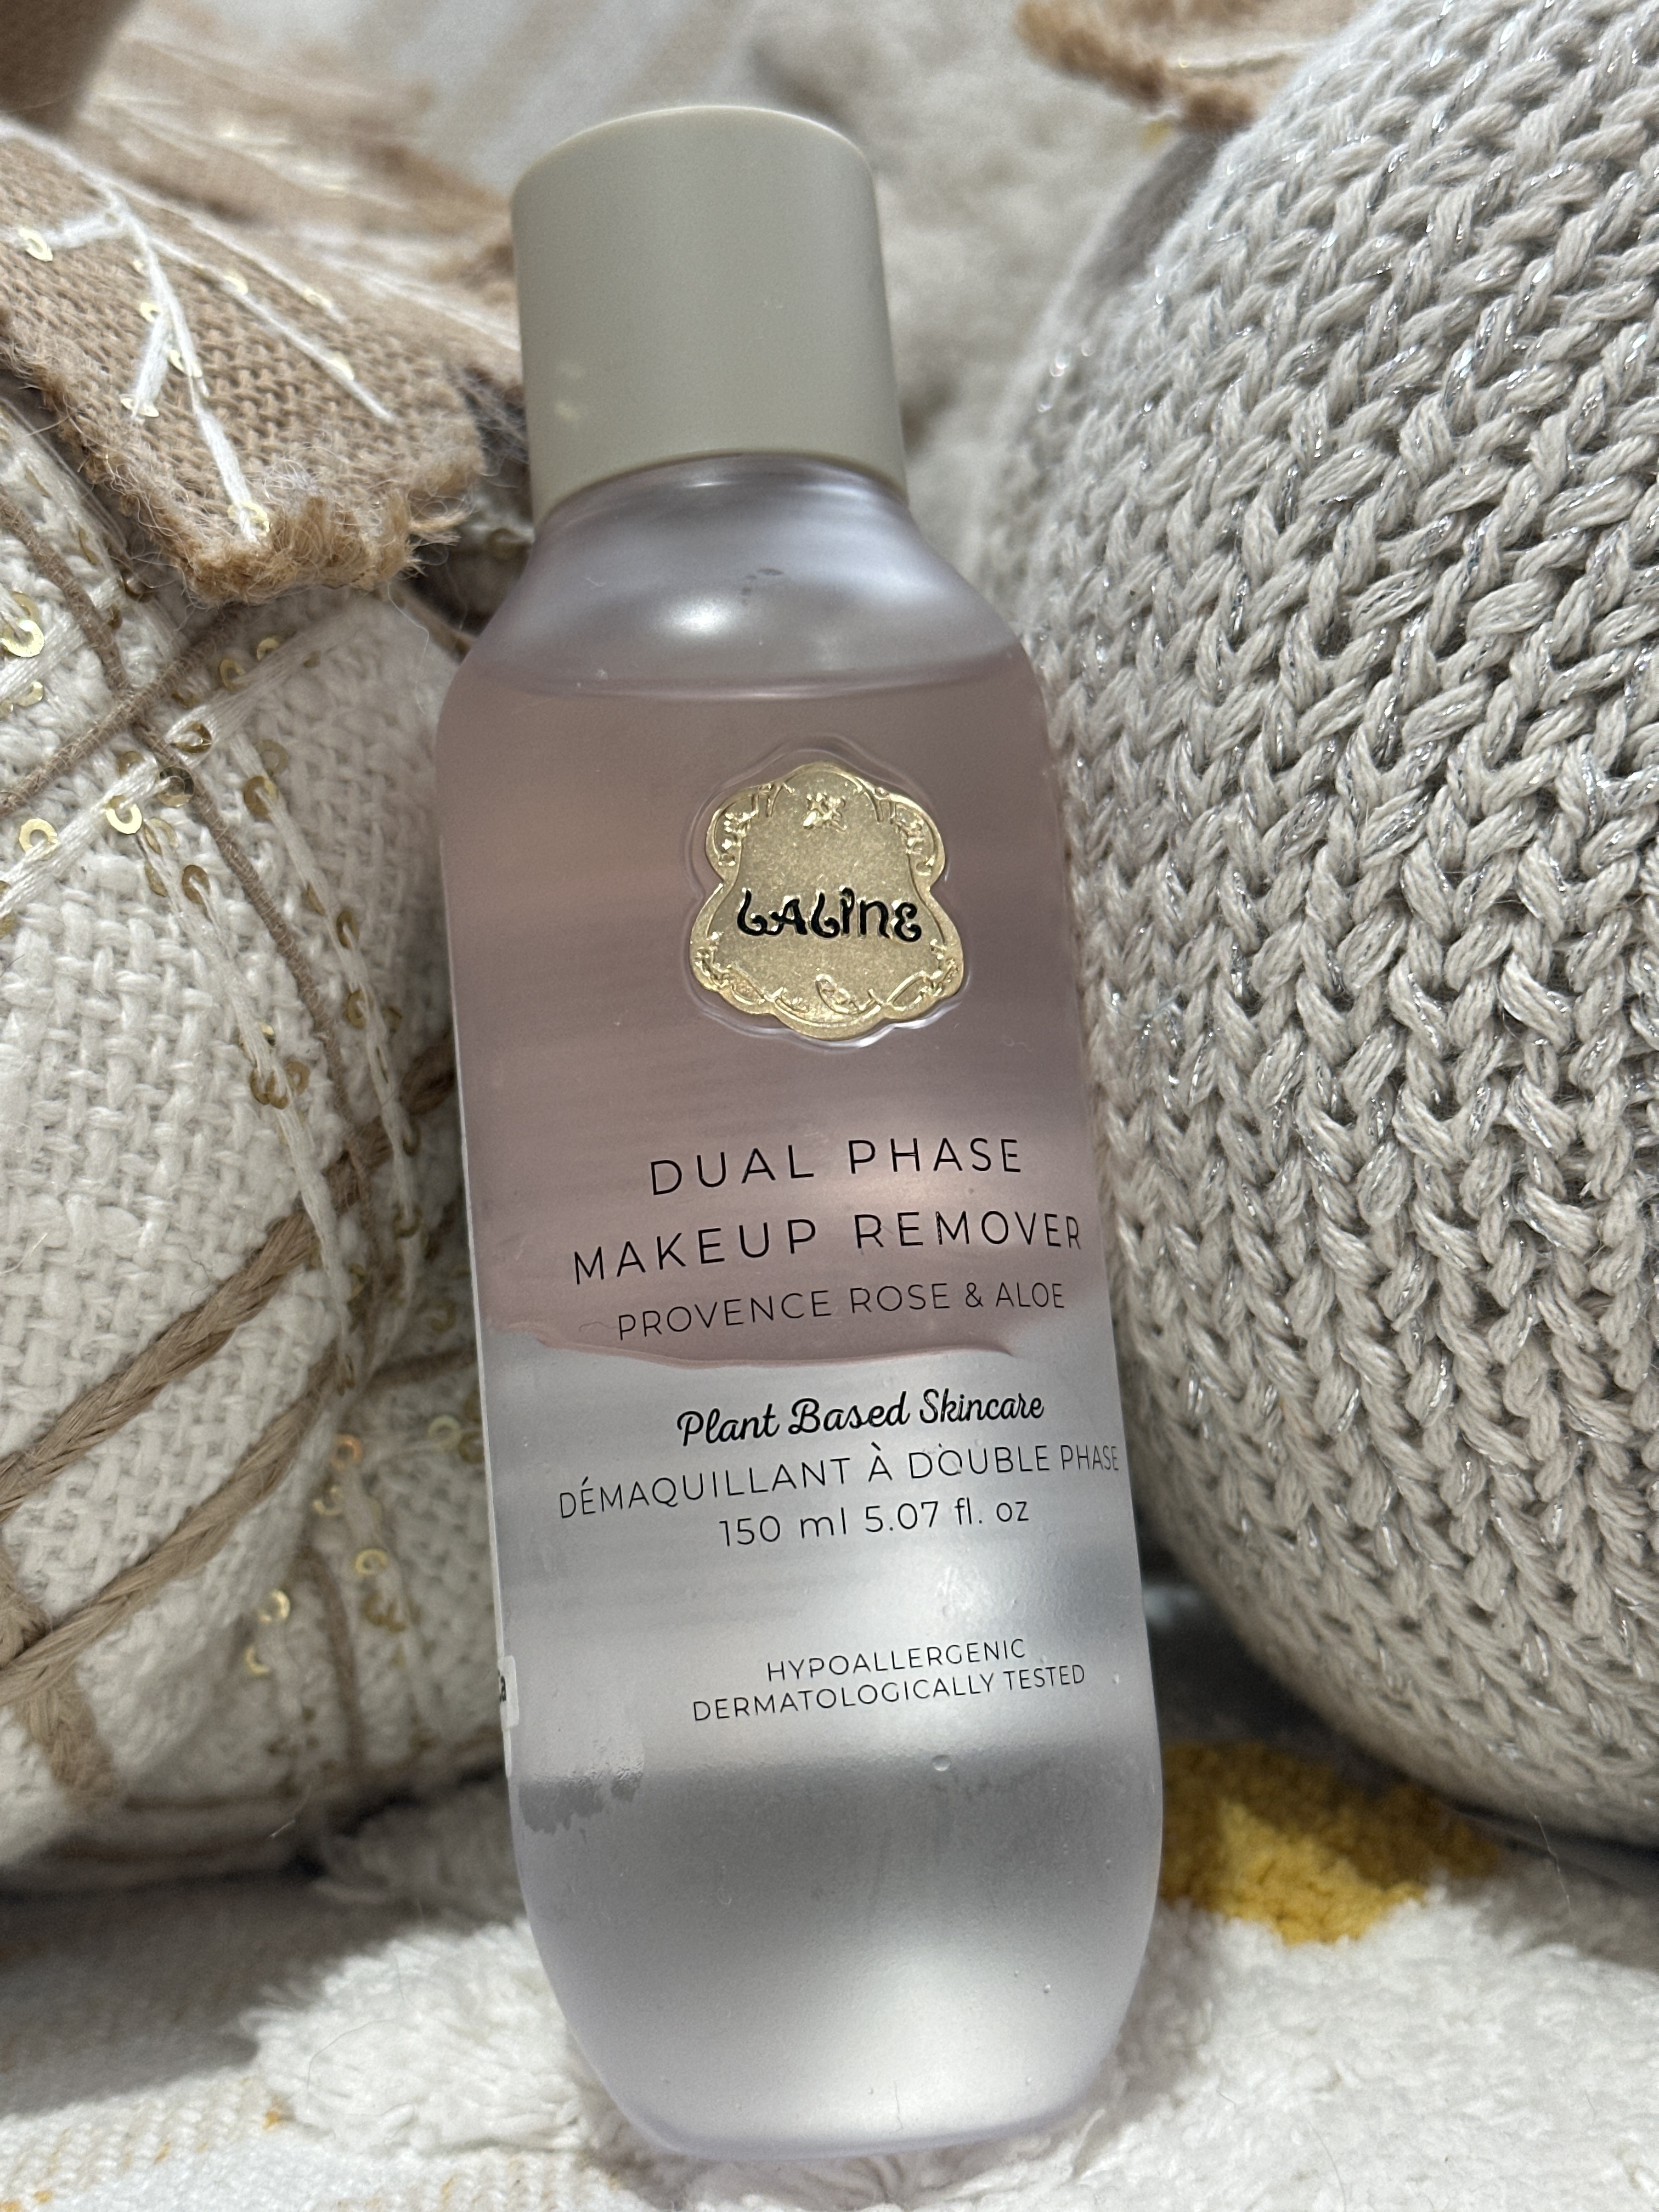 LALINE
DUAL PHASE
MAKEUP REMOVER
PROVENCE ROSE & ALOE
Plant Based Skincare
DÉMAQUILLANT À DOUBLE PHASE
150 ml 5.07 fl. oz
HYPOALLERGENIC
DERMATOLOGICALLY TESTED